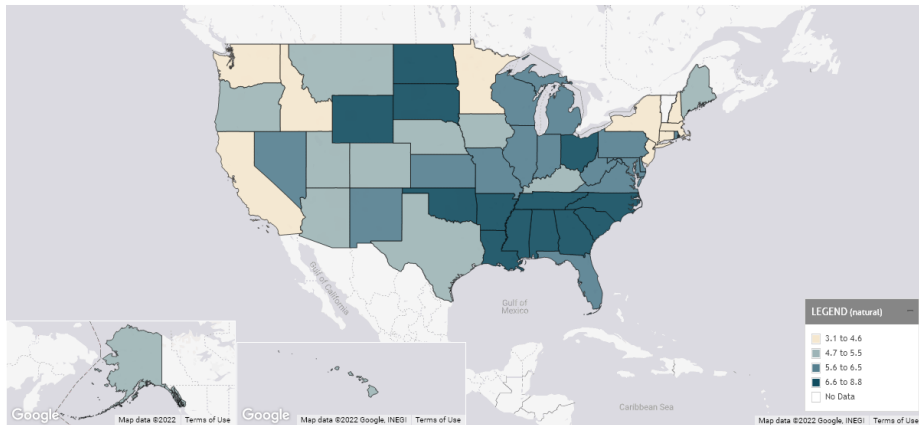 Gulf of California
Gulf of
Mexico
Caribbean Sea
LEGEND (natural) –
3.1 to 4.6
4.7 to 5.5
5.6 to 6.5
6.6 to 8.8
No Data
Google
Map data ©2022 Terms of Use
Google
Map data ©2022 Google, INEGI Terms of Use
Map data ©2022 Google, INEGI Terms of Use